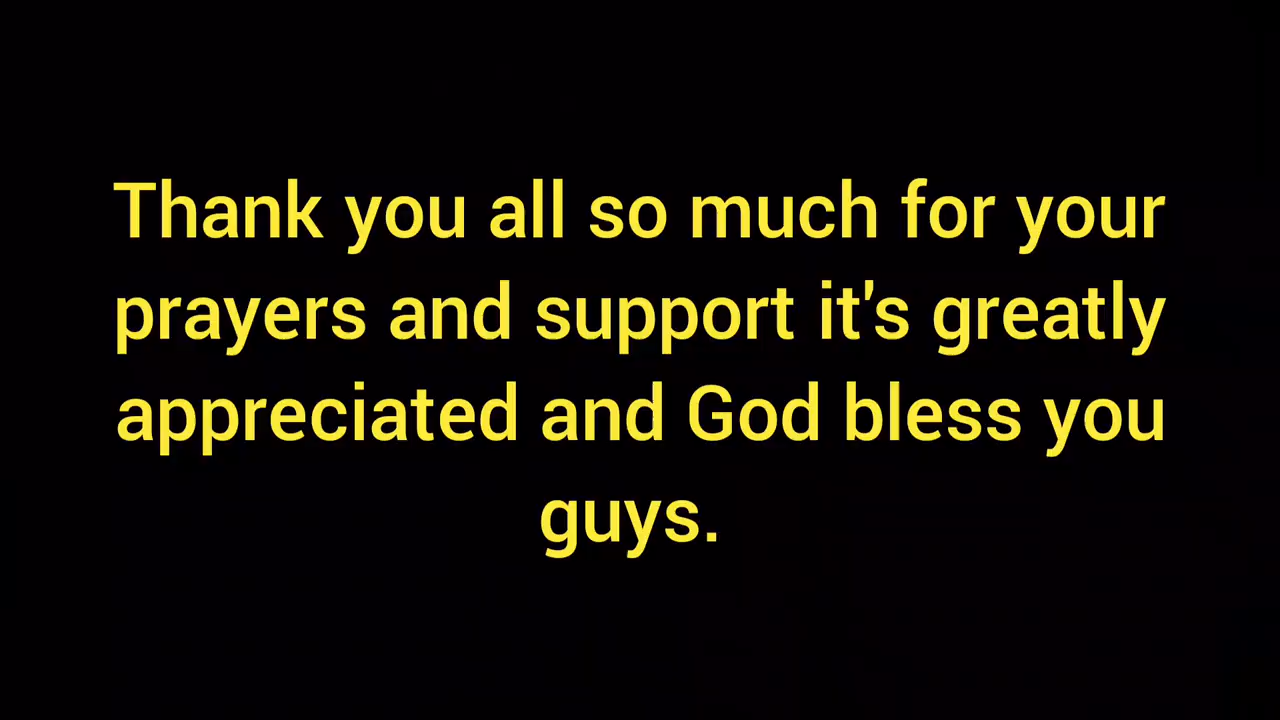 Thank you all so much for your
prayers and support it's greatly
appreciated and God bless you
guys.